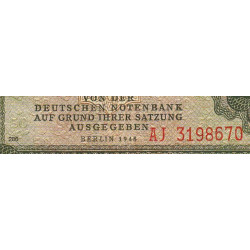 VON DER
DEUTSCHEN NOTENBANK
AUF GRUND IHRER SATZUNG
AUSGEGEBEN
BERLIN 1948
AJ 3198670